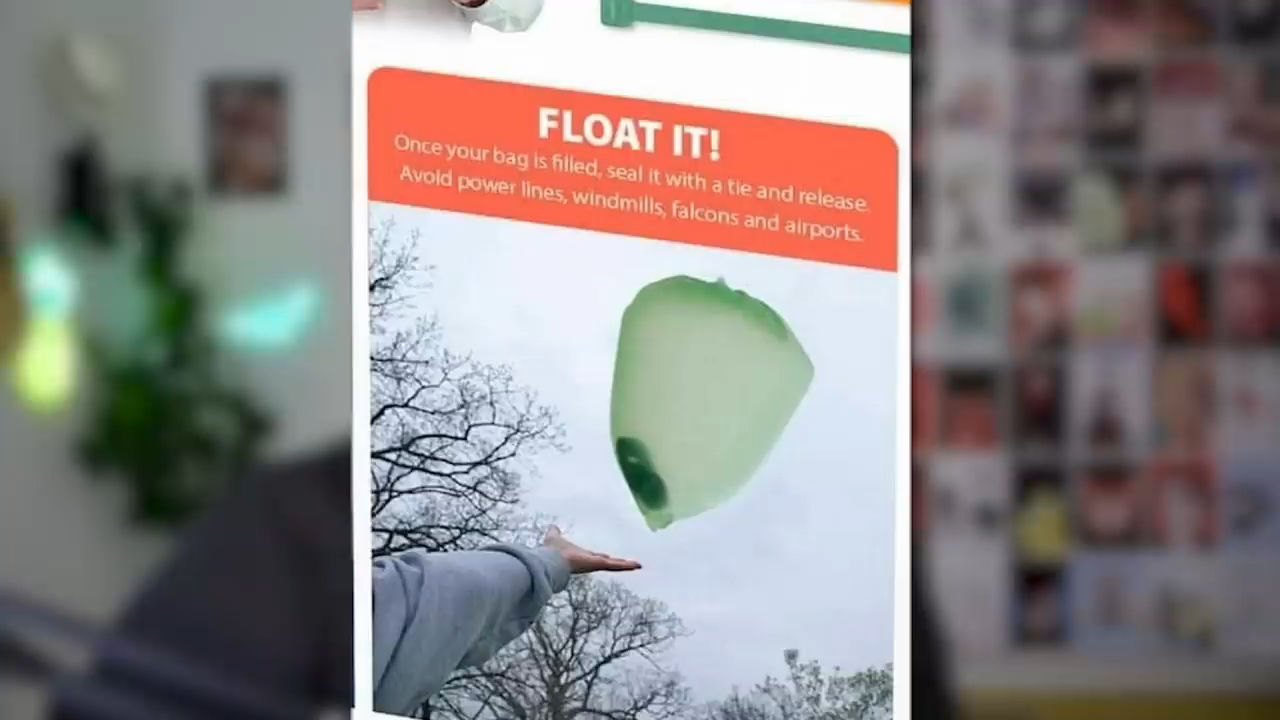 FLOAT IT!
Once your bag is filled, seal it with a tie and release.
Avoid power lines, windmills, falcons and airports.